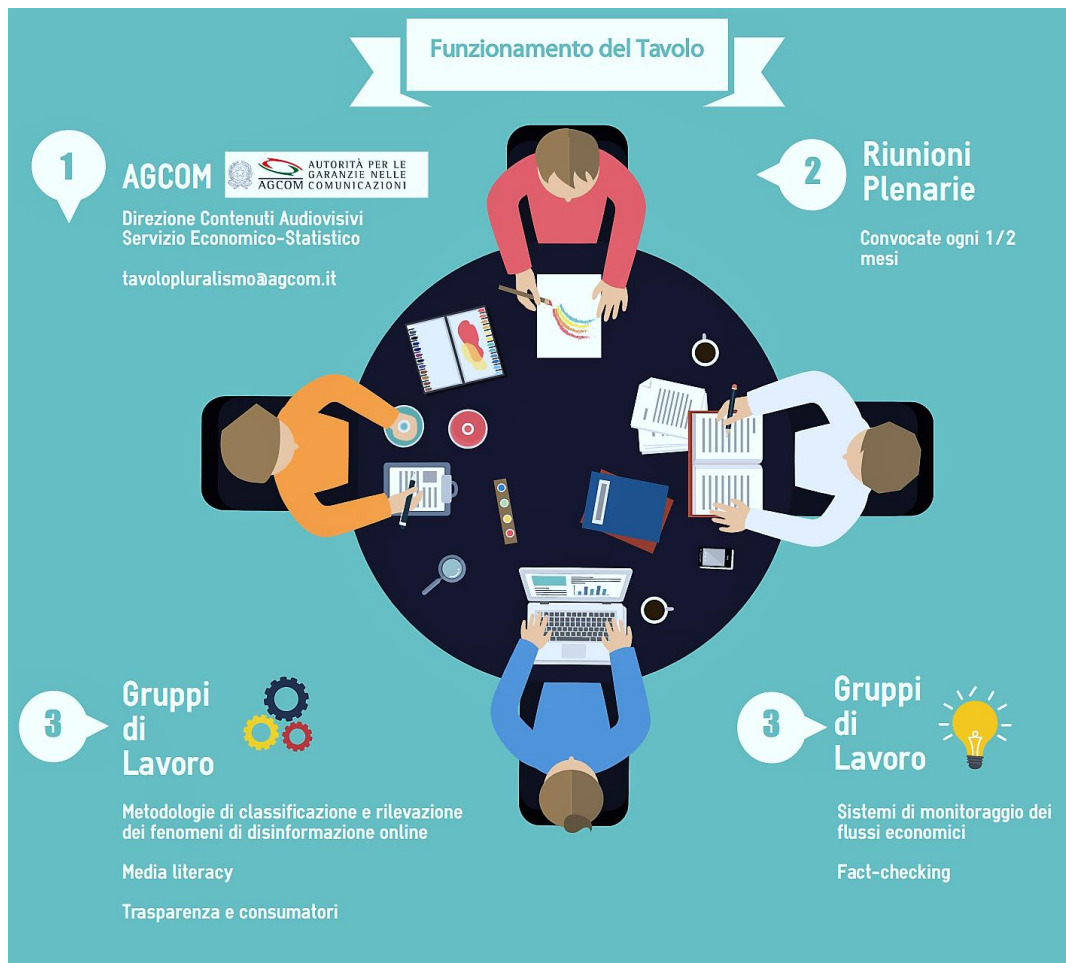 Funzionamento del Tavolo
1
AGCOM
AGCOM
AUTORITÀ PER LE
GARANZIE NELLE
COMUNICAZIONI
Direzione Contenuti Audiovisivi
Servizio Economico-Statistico
tavolopluralismo@agcom.it
2
Riunioni
Plenarie
Convocate ogni 1/2
mesi
3
Gruppi
di
Lavoro
Metodologie di classificazione e rilevazione
dei fenomeni di disinformazione online
Media literacy
Trasparenza e consumatori
3
Gruppi
di
Lavoro
Sistemi di monitoraggio dei
flussi economici
Fact-checking